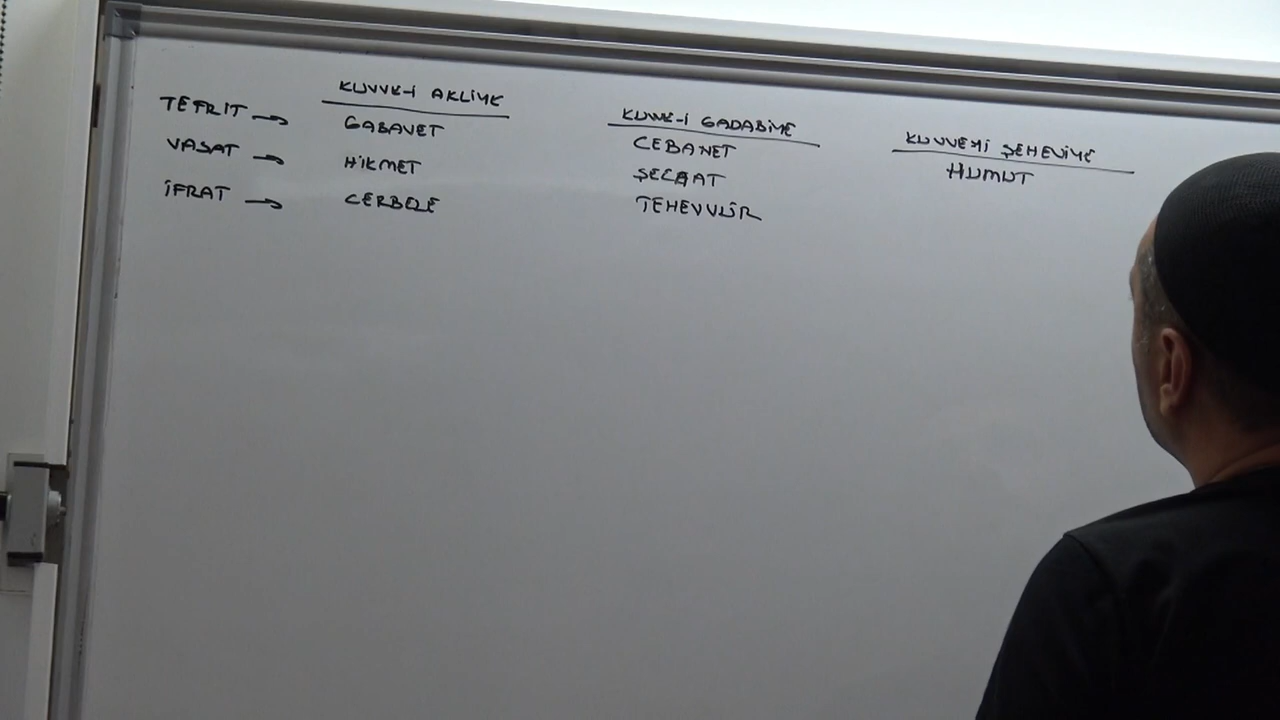 KUVVE-İ AKLİYE
TEFRİT → GABAVET
VASAT → HİKMET
İFRAT → CERBEZE
KUVVE-İ GADABİYE
CEBANET
ŞECAAT
TEHEVVÜR
KUVVE-İ ŞEHEVİYE
HUMUT